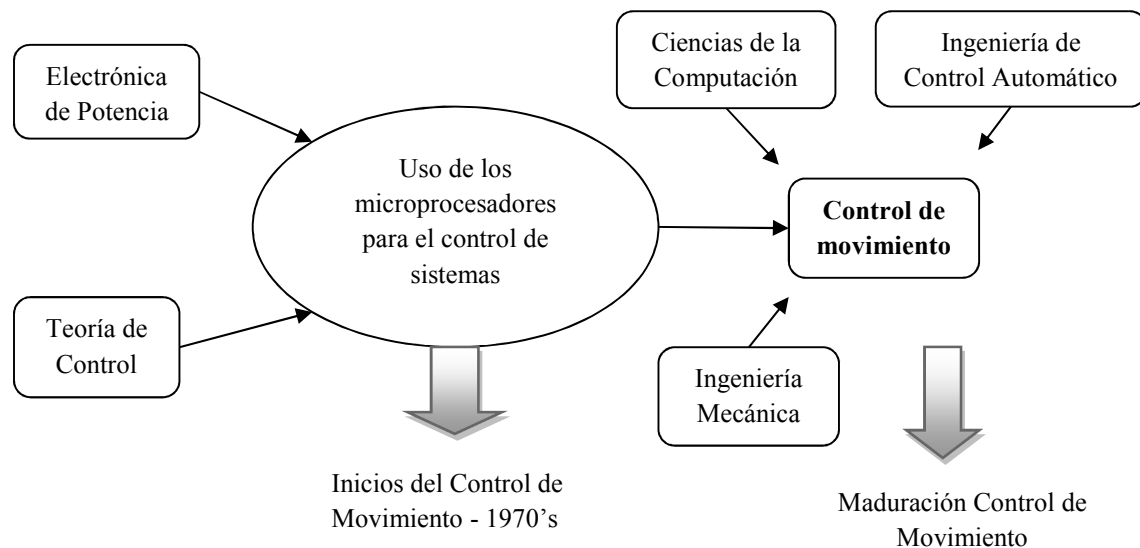 Electrónica
de Potencia
Teoría de
Control
Uso de los
microprocesadores
para el control de
sistemas
Ciencias de la
Computación
Ingeniería de
Control Automático
Control de
movimiento
Ingeniería
Mecánica
Inicios del Control de
Movimiento - 1970’s
Maduración Control de
Movimiento